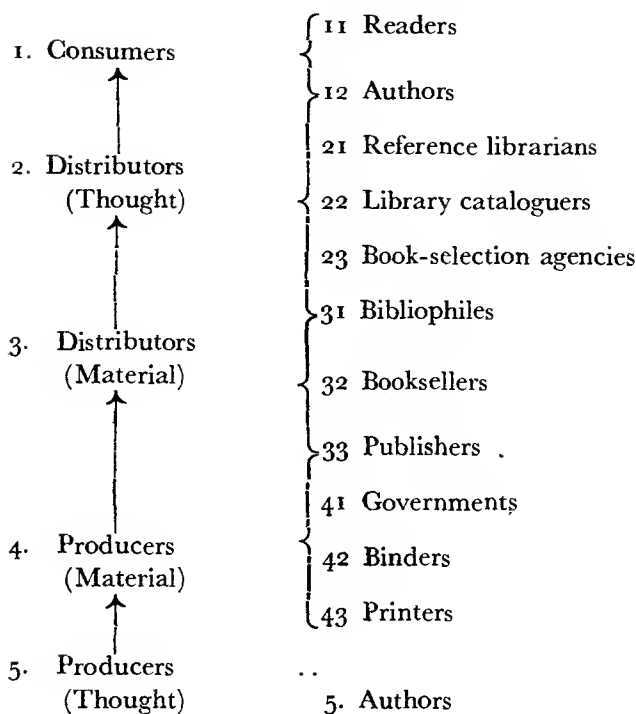 1. Consumers
2. Distributors
(Thought)
3. Distributors
(Material)
4. Producers
(Material)
5. Producers
(Thought)
11 Readers
12 Authors
21 Reference librarians
22 Library cataloguers
23 Book-selection agencies
31 Bibliophiles
32 Booksellers
33 Publishers .
41 Governments
42 Binders
43 Printers
..
5. Authors